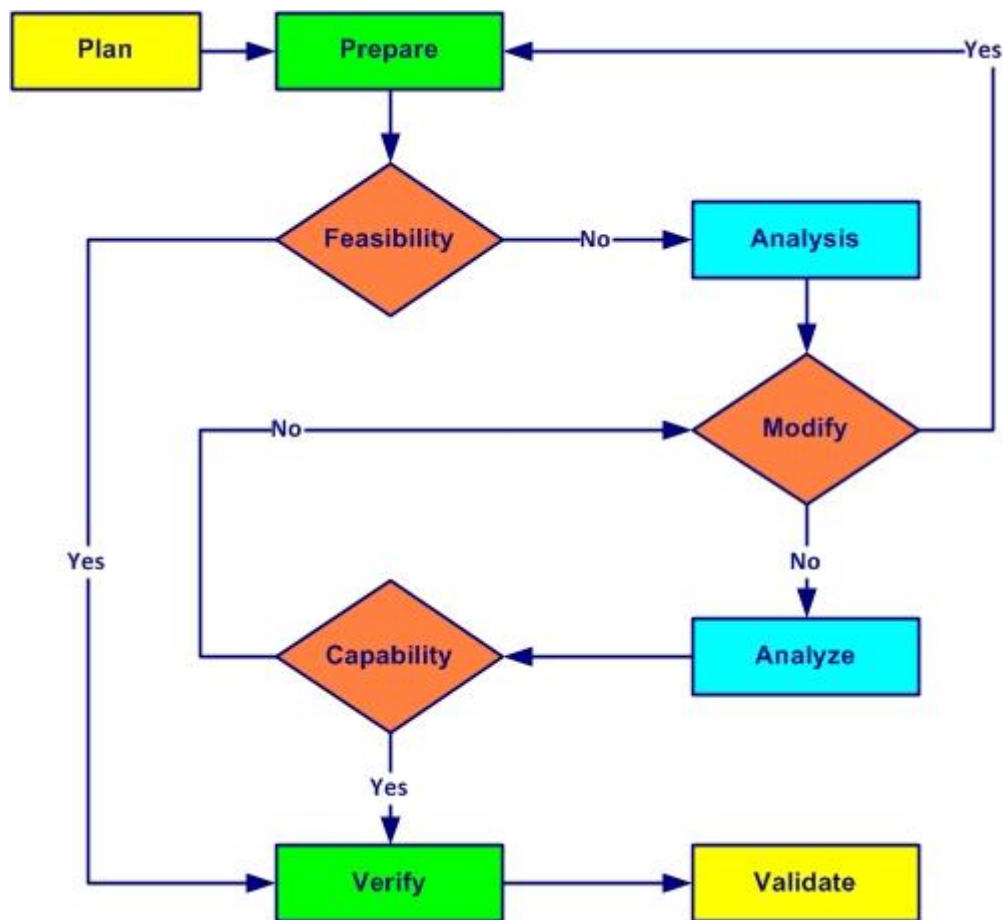 Plan
Prepare
Yes
Feasibility
No
Analysis
No
Modify
Yes
No
Capability
Analyze
Yes
Verify
Validate